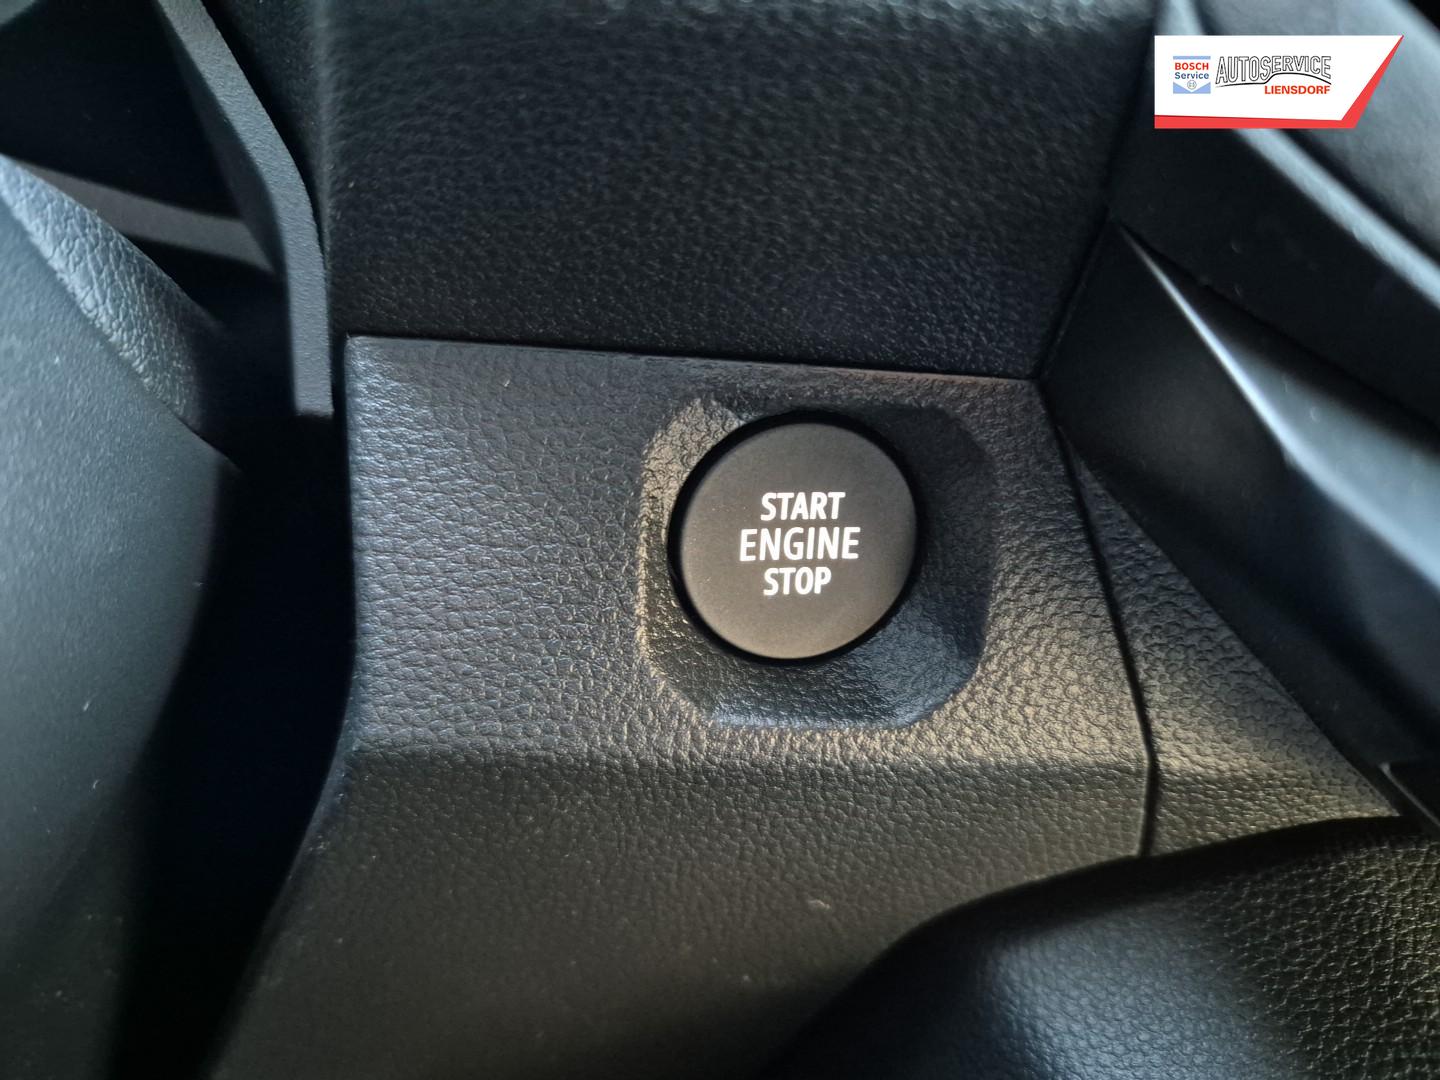 BOSCH
Service
AUTOSERVICE
LIENSDORF
START
ENGINE
STOP